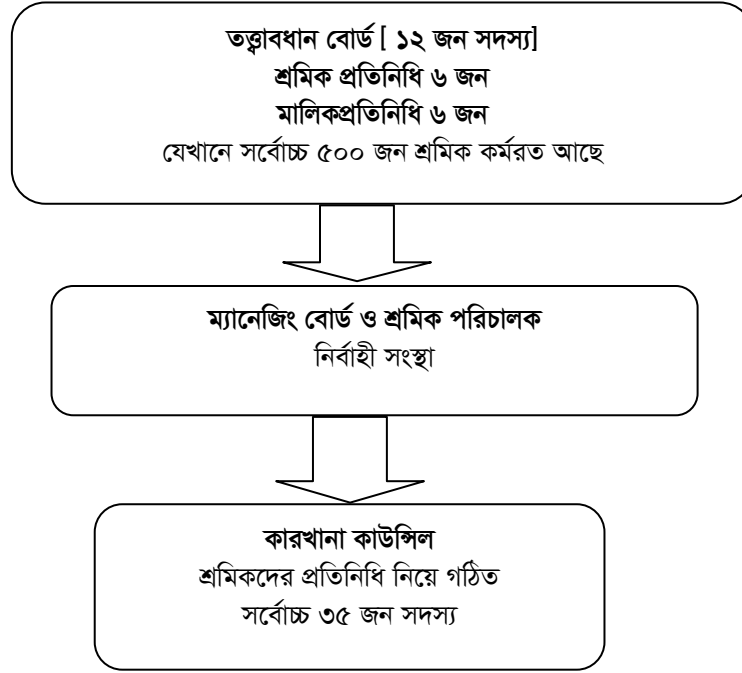 তত্ত্বাবধান বোর্ড [ ১২ জন সদস্য]
শ্রমিক প্রতিনিধি ৬ জন
মালিকপ্রতিনিধি ৬ জন
যেখানে সর্বোচ্চ ৫০০ জন শ্রমিক কর্মরত আছে
ম্যানেজিং বোর্ড ও শ্রমিক পরিচালক
নির্বাহী সংস্থা
কারখানা কাউন্সিল
শ্রমিকদের প্রতিনিধি নিয়ে গঠিত
সর্বোচ্চ ৩৫ জন সদস্য